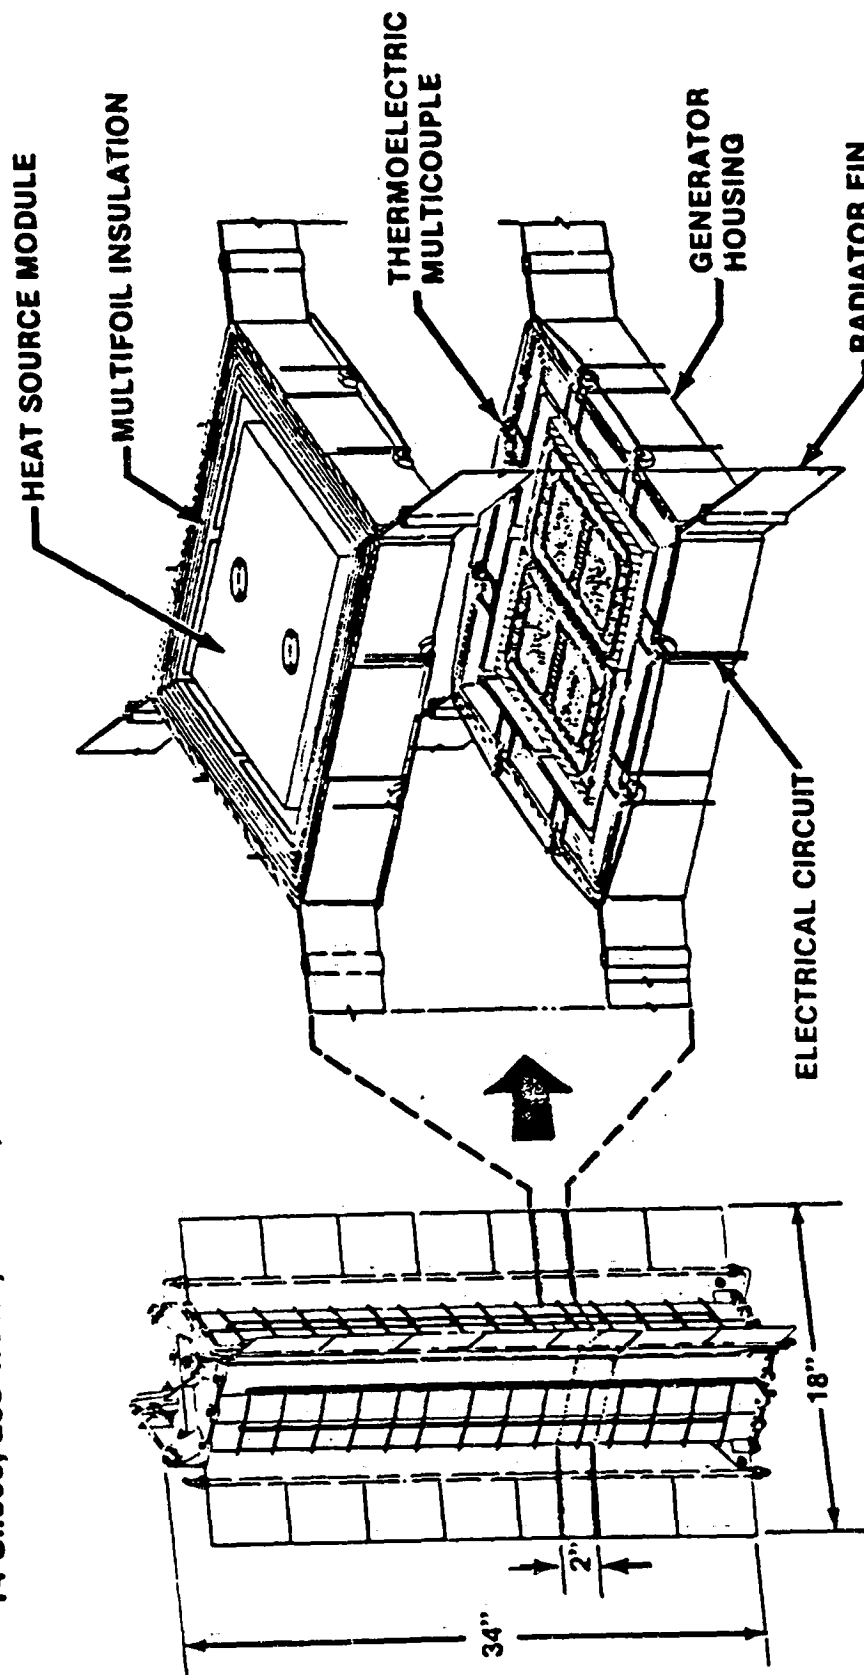 HEAT SOURCE MODULE
MULTIFOIL INSULATION
THERMOELECTRIC
MULTICOUPLE
GENERATOR
HOUSING
RADIATOR FIN
ELECTRICAL CIRCUIT
34"
2"
18"